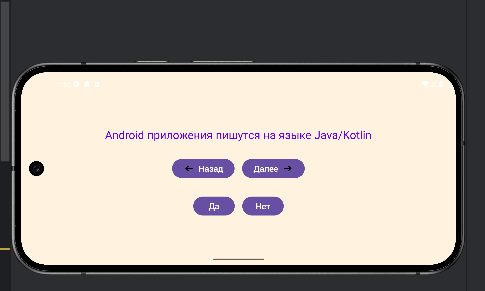 Android приложения пишутся на языке Java/Kotlin
Назад Далее
Да Нет